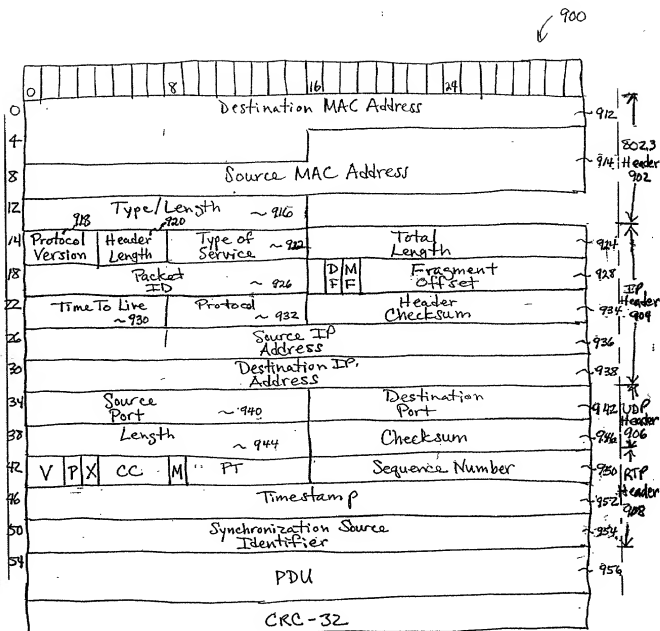 900
0 8 16 24
0 Destination MAC Address 912
4
8 Source MAC Address 914
802.3 Header 902
12 Type/Length ~ 916
918 920
14 Protocol Version Header Length Type of Service ~ 922 Total Length 924
18 Packet ID ~ 926 DF MF Fragment Offset 928
22 Time To Live ~ 930 Protocol ~ 932 Header Checksum 934
IP Header 904
26 Source IP Address 936
30 Destination IP. Address 938
34 Source Port ~ 940 Destination Port 942
UDP Header 906
38 Length ~ 944 Checksum 946
42 V P X CC M PT Sequence Number 950
RTP Header 908
46 Timestamp 952
50 Synchronization Source Identifier 954
54 PDU 956
CRC-32